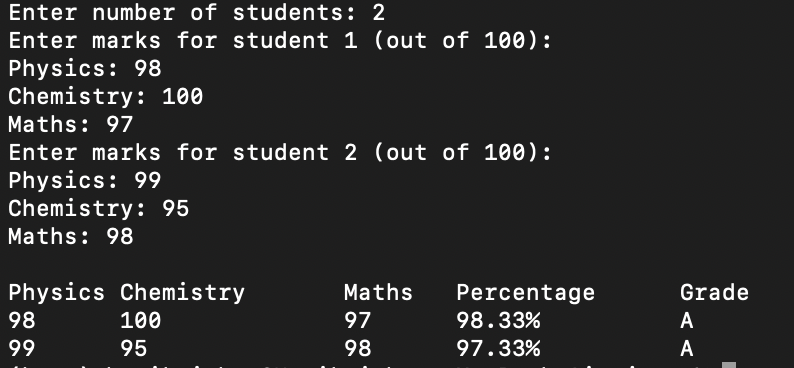 Enter number of students: 2
Enter marks for student 1 (out of 100):
Physics: 98
Chemistry: 100
Maths: 97
Enter marks for student 2 (out of 100):
Physics: 99
Chemistry: 95
Maths: 98
Physics Chemistry Maths Percentage Grade
98 100 97 98.33% A
99 95 98 97.33% A